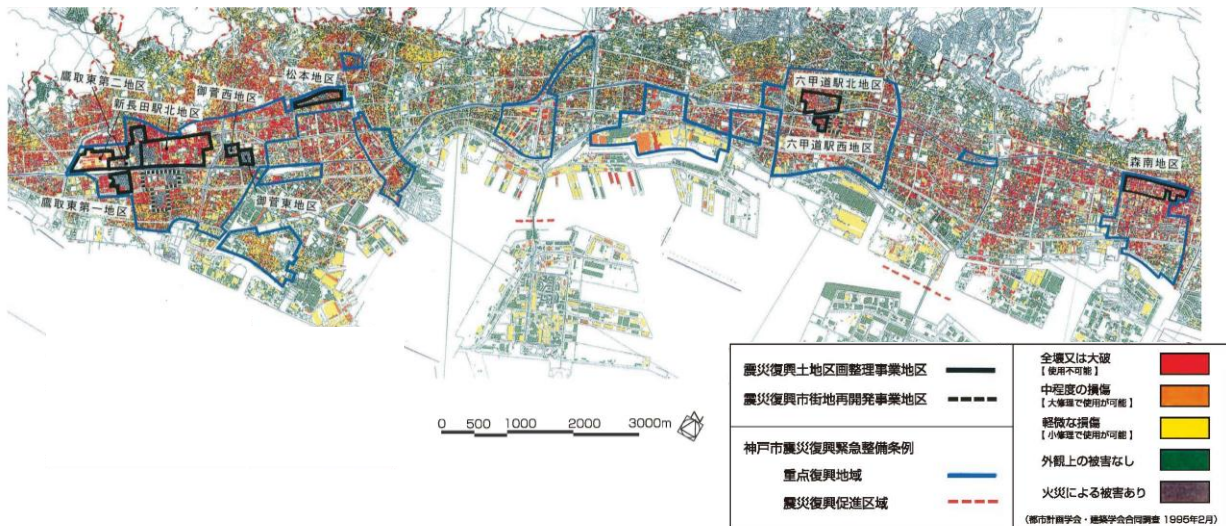 鷹取東第二地区
新長田駅北地区
御菅西地区
松本地区
六甲道駅北地区
六甲道駅西地区
森南地区
鷹取東第一地区
御菅東地区
0 500 1000 2000 3000m
震災復興土地区画整理事業地区
震災復興市街地再開発事業地区
神戸市震災復興緊急整備条例
重点復興地域
震災復興促進区域
全壊又は大破
【 使用不可能 】
中程度の損傷
【 大修理で使用が可能 】
軽微な損傷
【 小修理で使用が可能 】
外観上の被害なし
火災による被害あり
(都市計画学会・建築学会合同調査 1995年2月)